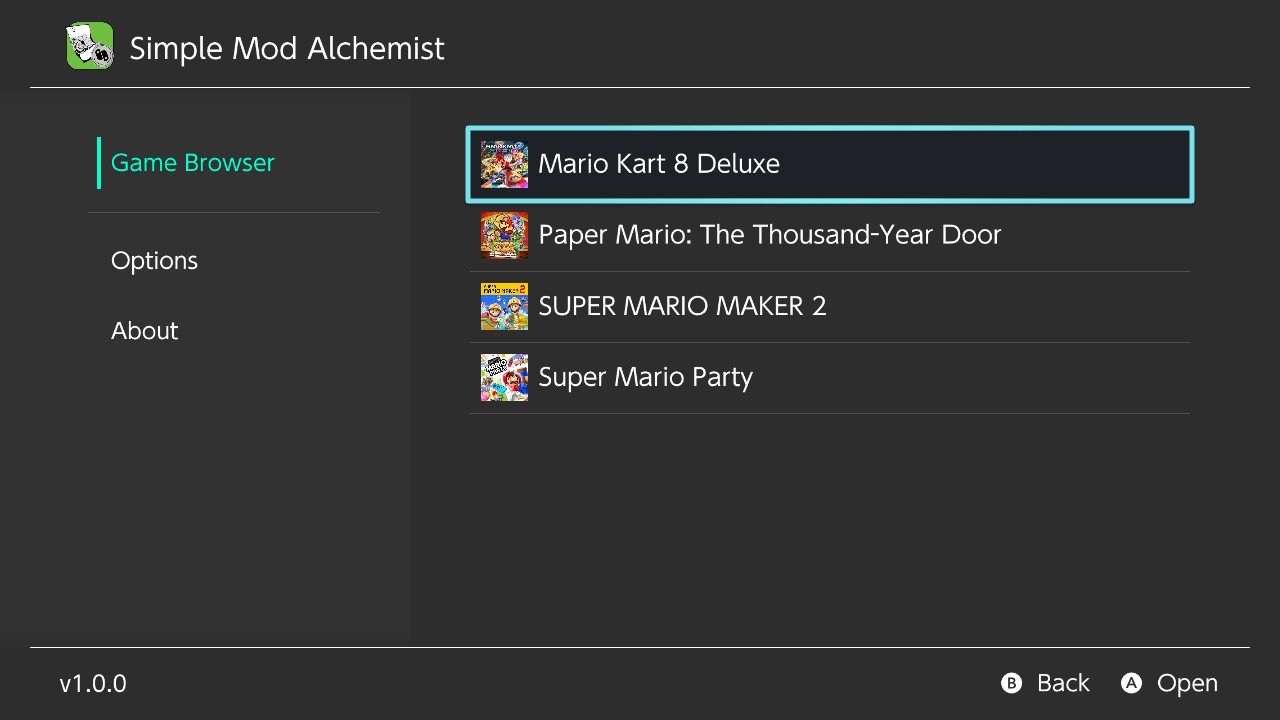 Simple Mod Alchemist
Game Browser
Options
About
Mario Kart 8 Deluxe
Paper Mario: The Thousand-Year Door
SUPER MARIO MAKER 2
Super Mario Party
v1.0.0
B Back A Open